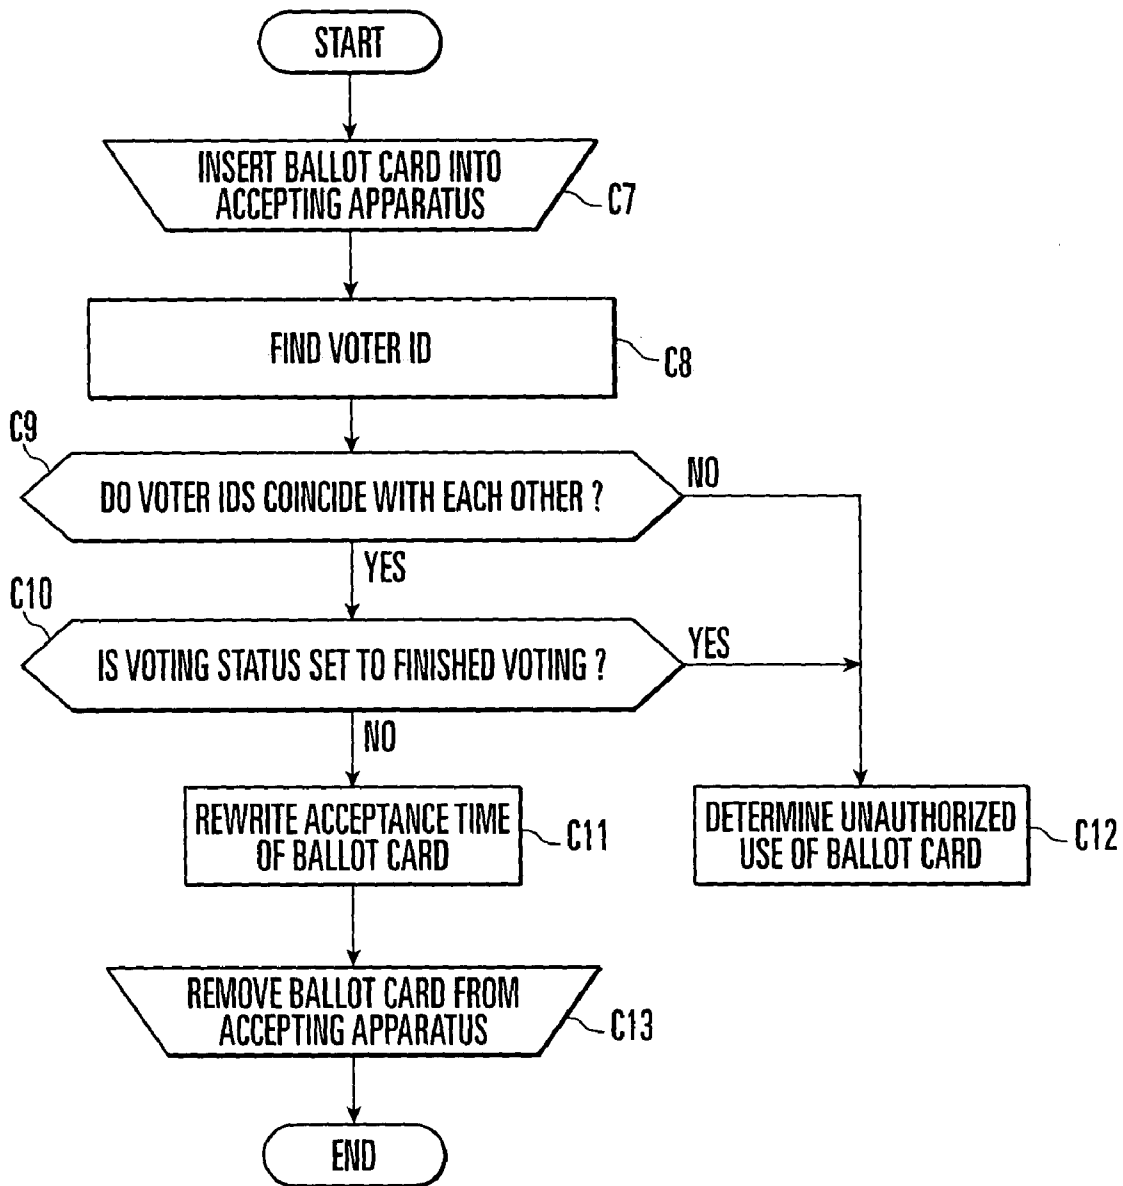 START
INSERT BALLOT CARD INTO
ACCEPTING APPARATUS
C7
FIND VOTER ID
C8
C9
DO VOTER IDS COINCIDE WITH EACH OTHER ?
NO
YES
C10
IS VOTING STATUS SET TO FINISHED VOTING ?
YES
NO
REWRITE ACCEPTANCE TIME
OF BALLOT CARD
C11
DETERMINE UNAUTHORIZED
USE OF BALLOT CARD
C12
REMOVE BALLOT CARD FROM
ACCEPTING APPARATUS
C13
END